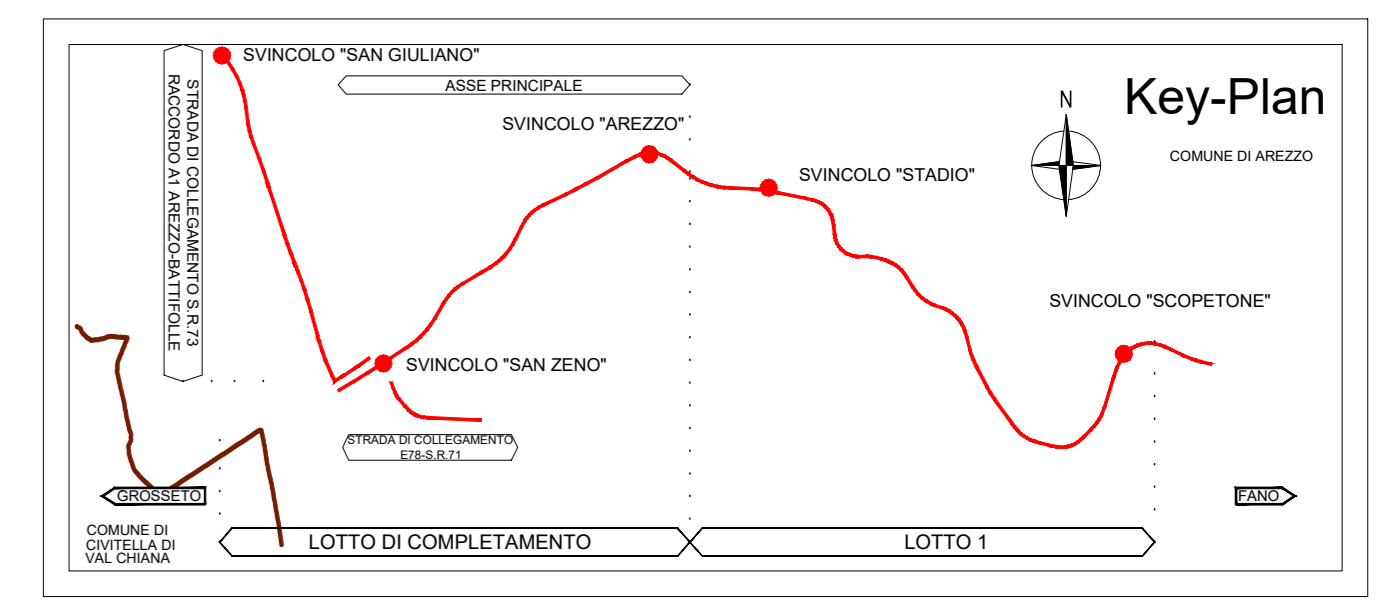 SVINCOLO "SAN GIULIANO"
Key-Plan
ASSE PRINCIPALE
STRADA DI COLLEGAMENTO S.R.73
RACCORDO A1 AREZZO-BATTIFOLLE
N
SVINCOLO "AREZZO"
COMUNE DI AREZZO
SVINCOLO "STADIO"
SVINCOLO "SCOPETONE"
SVINCOLO "SAN ZENO"
STRADA DI COLLEGAMENTO
E78-S.R.71
GROSSETO
FANO
COMUNE DI
CIVITELLA DI
VAL CHIANA
LOTTO DI COMPLETAMENTO
LOTTO 1